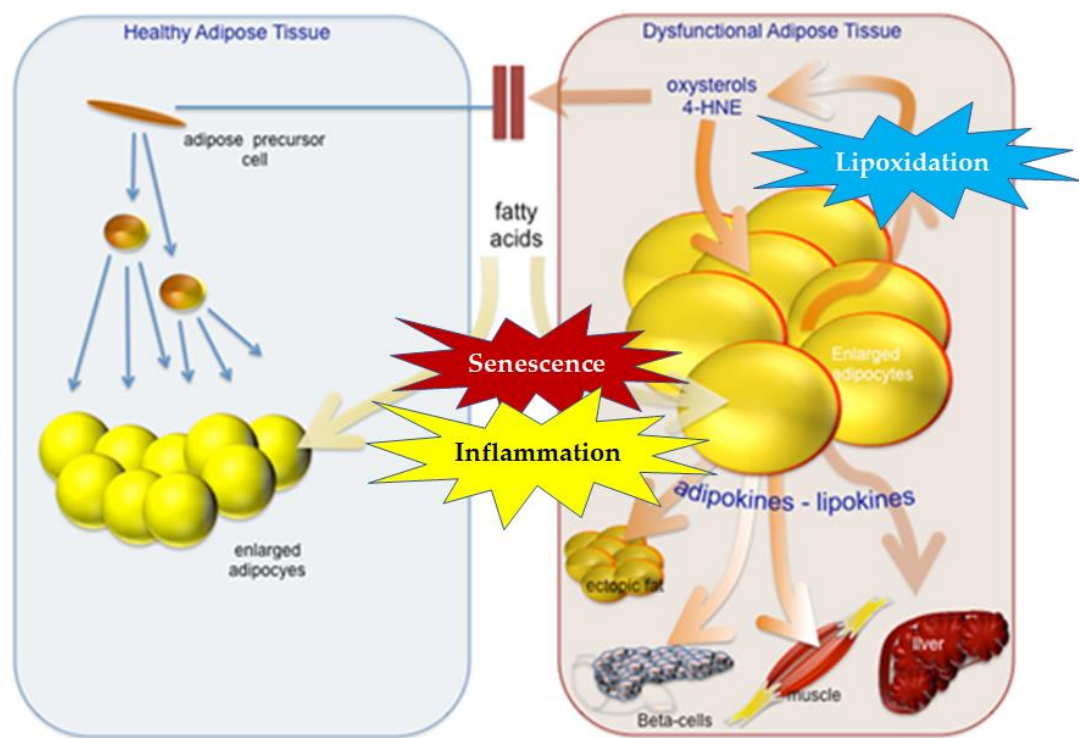 Healthy Adipose Tissue
adipose precursor
cell
enlarged
adipocyes
fatty
acids
Senescence
Inflammation
Dysfunctional Adipose Tissue
oxysterols
4-HNE
Lipoxidation
Enlarged
adipocytes
adipokines - lipokines
ectopic fat
Beta-cells
muscle
liver